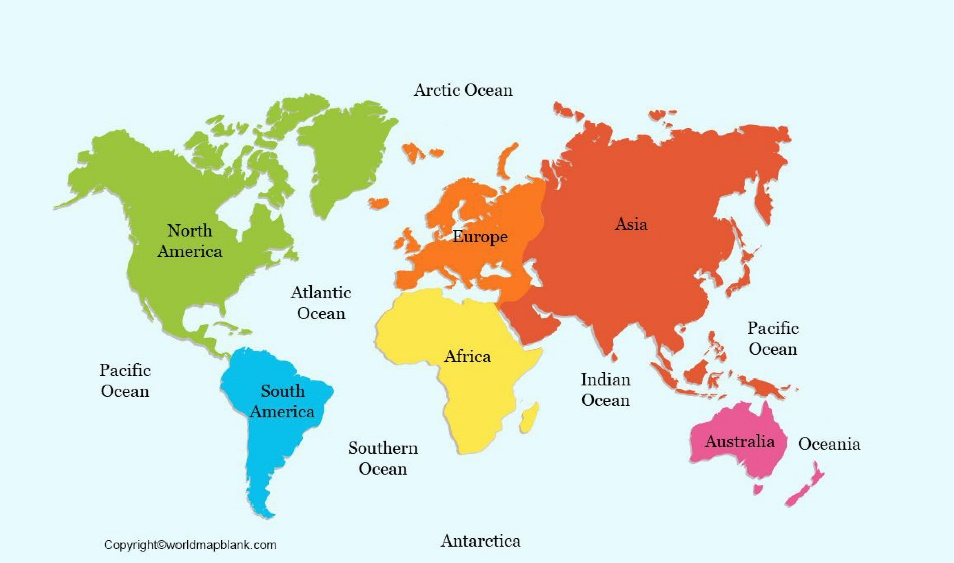 Arctic Ocean
North
America
Europe
Asia
Atlantic
Ocean
Pacific
Ocean
Africa
Pacific
Ocean
Indian
Ocean
South
America
Southern
Ocean
Australia
Oceania
Antarctica
Copyright©worldmapblank.com